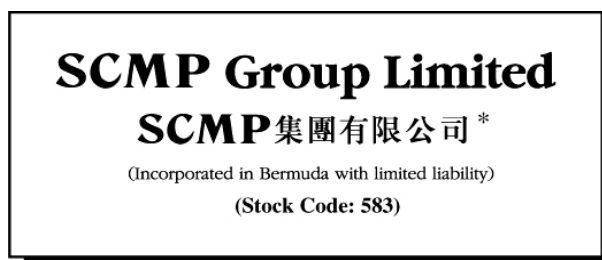 SCMP Group Limited
SCMP集團有限公司*
(Incorporated in Bermuda with limited liability)
(Stock Code: 583)